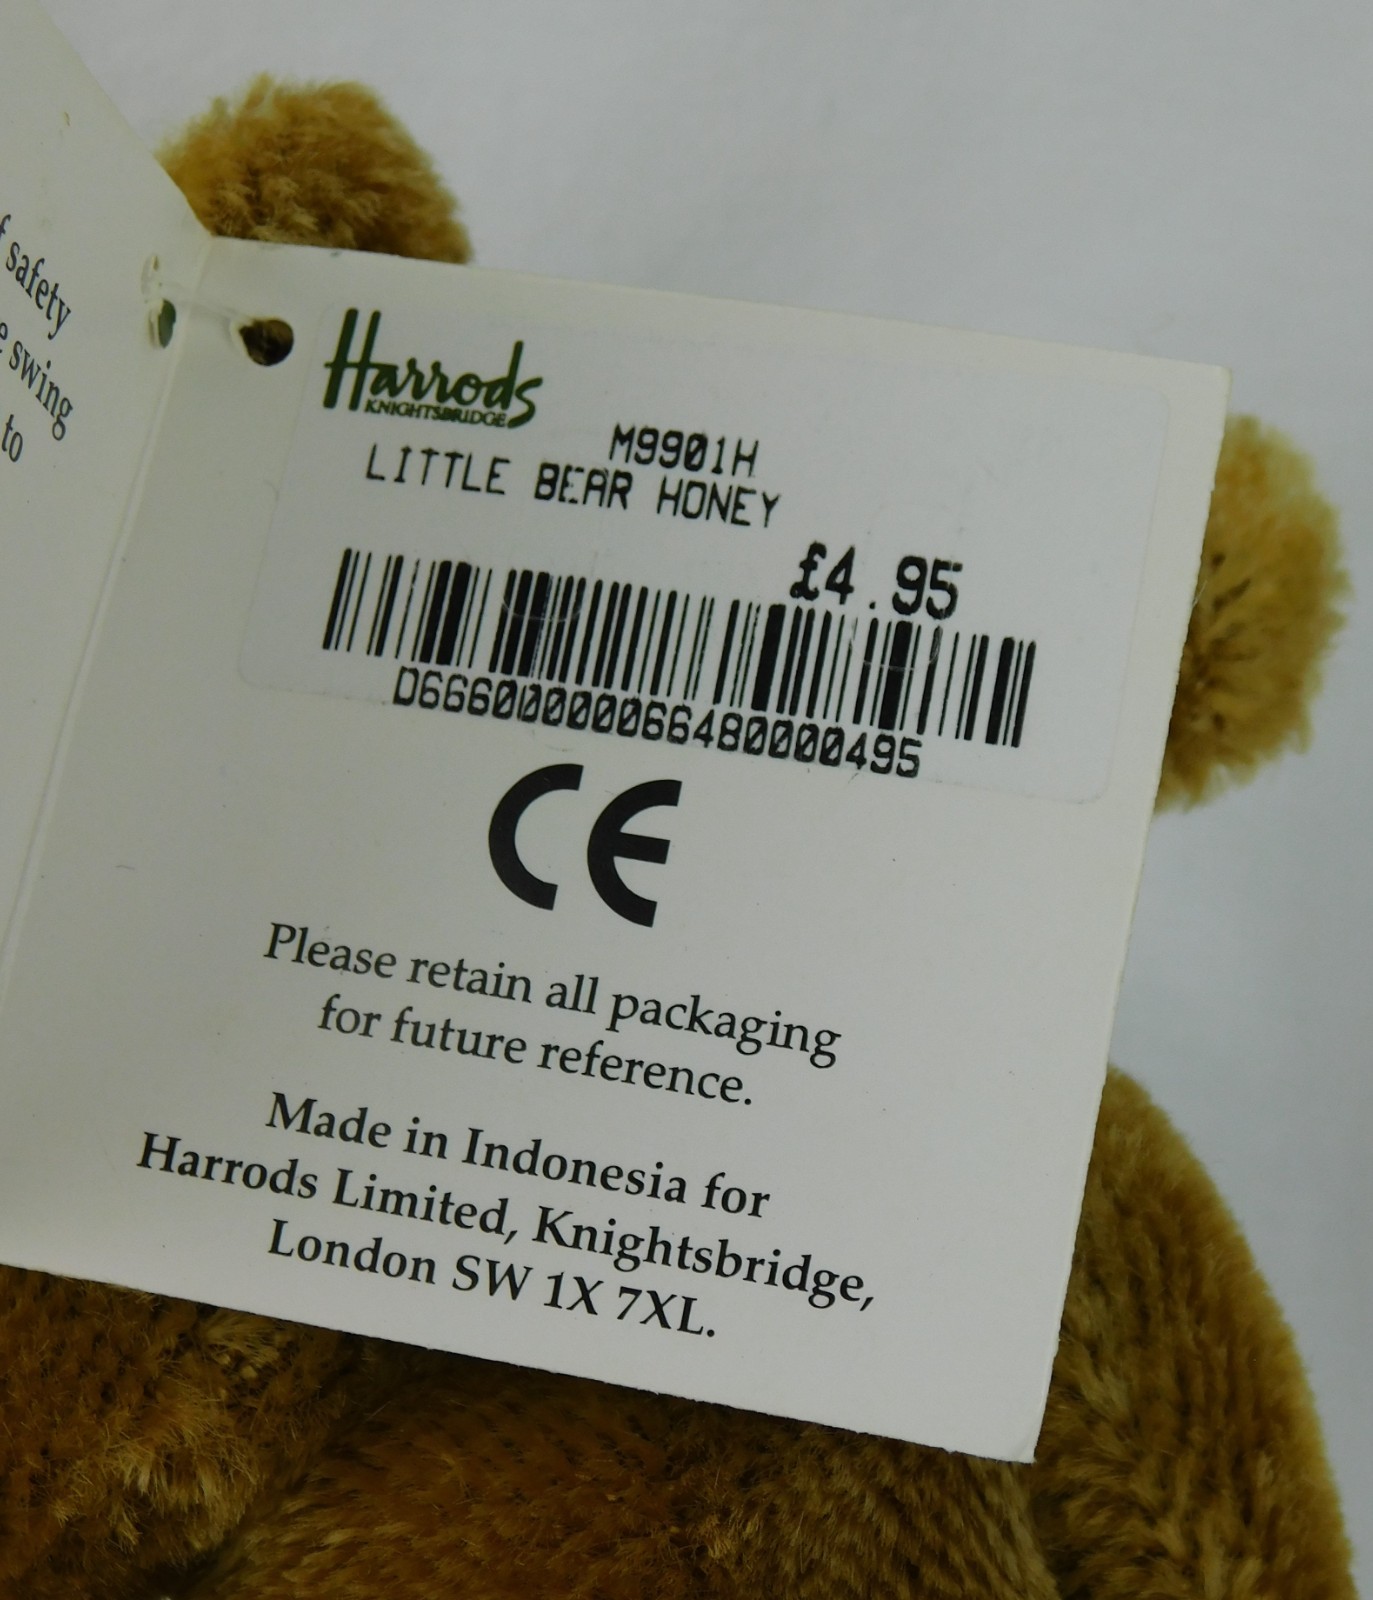 f safety
e swing
to
Harrods
KNIGHTSBRIDGE
M9901H
LITTLE BEAR HONEY
£4.95
D66600000066480000495
CE
Please retain all packaging
for future reference.
Made in Indonesia for
Harrods Limited, Knightsbridge,
London SW 1X 7XL.